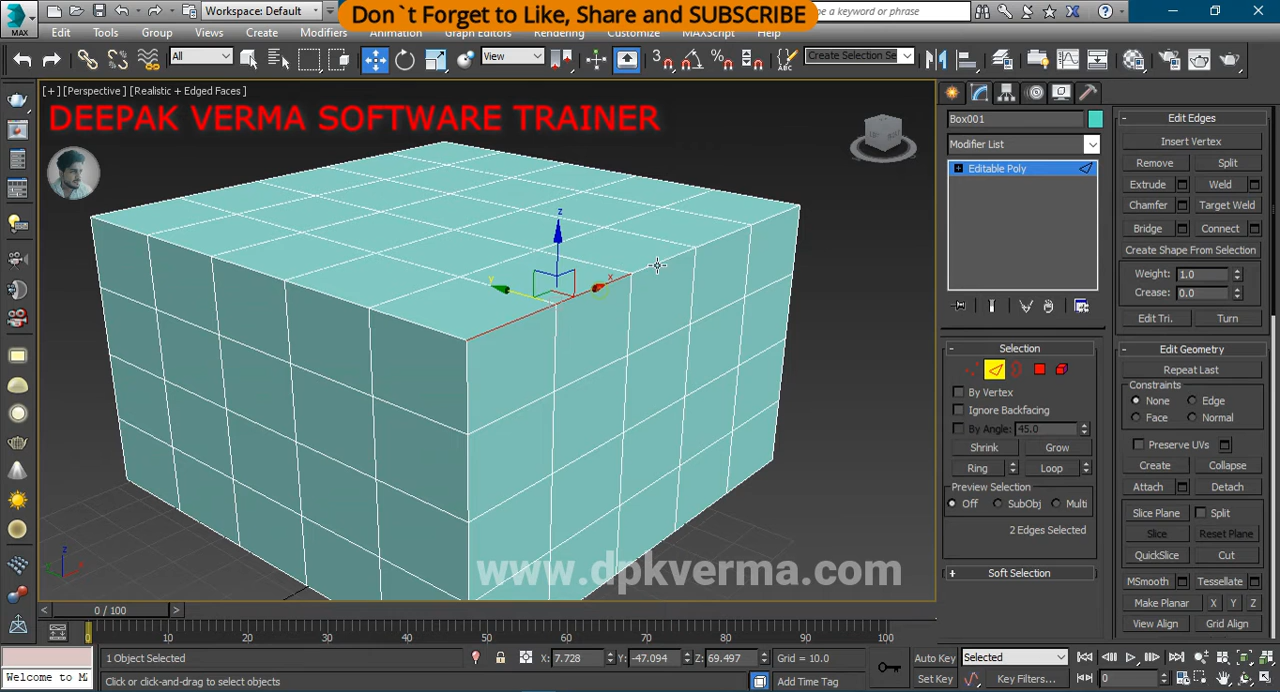 Don`t Forget to Like, Share and SUBSCRIBE
Workspace: Default
pe a keyword or phrase
MAX
Edit Tools Group Views Create Modifiers Animation Graph Editors Rendering MAXScript Help
All
View
3
Create Selection Se
[+] [Perspective] [Realistic + Edged Faces]
DEEPAK VERMA SOFTWARE TRAINER
z
y
x
www.dpkverma.com
Box001
Modifier List
Editable Poly
Selection
By Vertex
Ignore Backfacing
By Angle: 45.0
Shrink Grow
Ring Loop
Preview Selection
Off SubObj Multi
2 Edges Selected
Soft Selection
Edit Edges
Insert Vertex
Remove Split
Extrude Weld
Chamfer Target Weld
Bridge Connect
Create Shape From Selection
Weight: 1.0
Crease: 0.0
Edit Tri. Turn
Edit Geometry
Repeat Last
Constraints
None Edge
Face Normal
Preserve UVs
Create Collapse
Attach Detach
Slice Plane Split
Slice Reset Plane
QuickSlice Cut
MSmooth Tessellate
Make Planar X Y Z
View Align Grid Align
0 / 100
0 10 20 30 40 50 60 70 80 90 100
1 Object Selected
X: 7.728 Y: -47.094 Z: 69.497 Grid = 10.0
Auto Key Selected
Welcome to M
Click or click-and-drag to select objects
Add Time Tag
Set Key Key Filters... 0